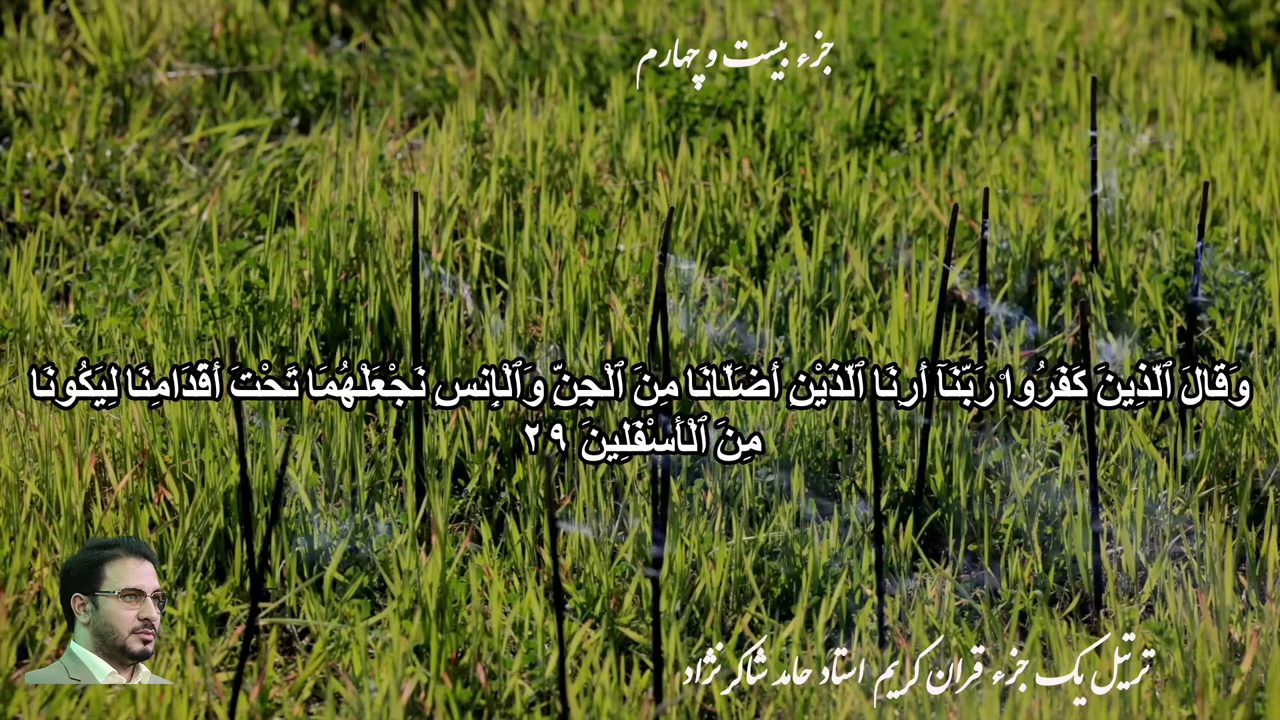 جزء بیست و چهارم
وَقَالَ ٱلَّذِينَ كَفَرُوا۟ رَبَّنَآ أَرِنَا ٱلَّذَيْنِ أَضَلَّانَا مِنَ ٱلْجِنِّ وَٱلْإِنسِ نَجْعَلْهُمَا تَحْتَ أَقْدَامِنَا لِيَكُونَا
مِنَ ٱلْأَسْفَلِينَ ٢٩
ترتیل یک جزء قران کریم استاد حامد شاکرنژاد